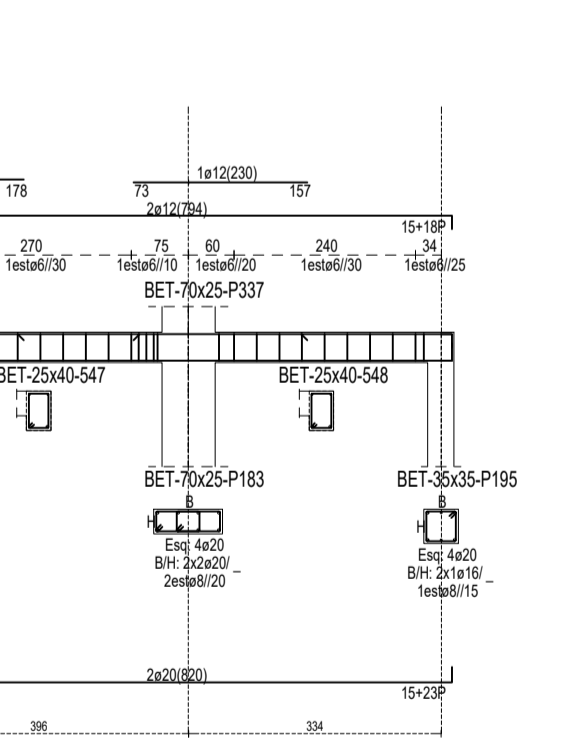 1ø12(230)
178 73 157
2ø12(794)
15+18P
270 75 60 240 34
1estø6//30 1estø6//10 1estø6//20 1estø6//30 1estø6//25
BET-70x25-P337
BET-25x40-547 BET-25x40-548
BET-70x25-P183 BET-35x35-P195
B B
H H
Esq: 4ø20 Esq: 4ø20
B/H: 2x2ø20/ _ B/H: 2x1ø16/ _
2estø8//20 1estø8//15
2ø20(820)
15+23P
396 334